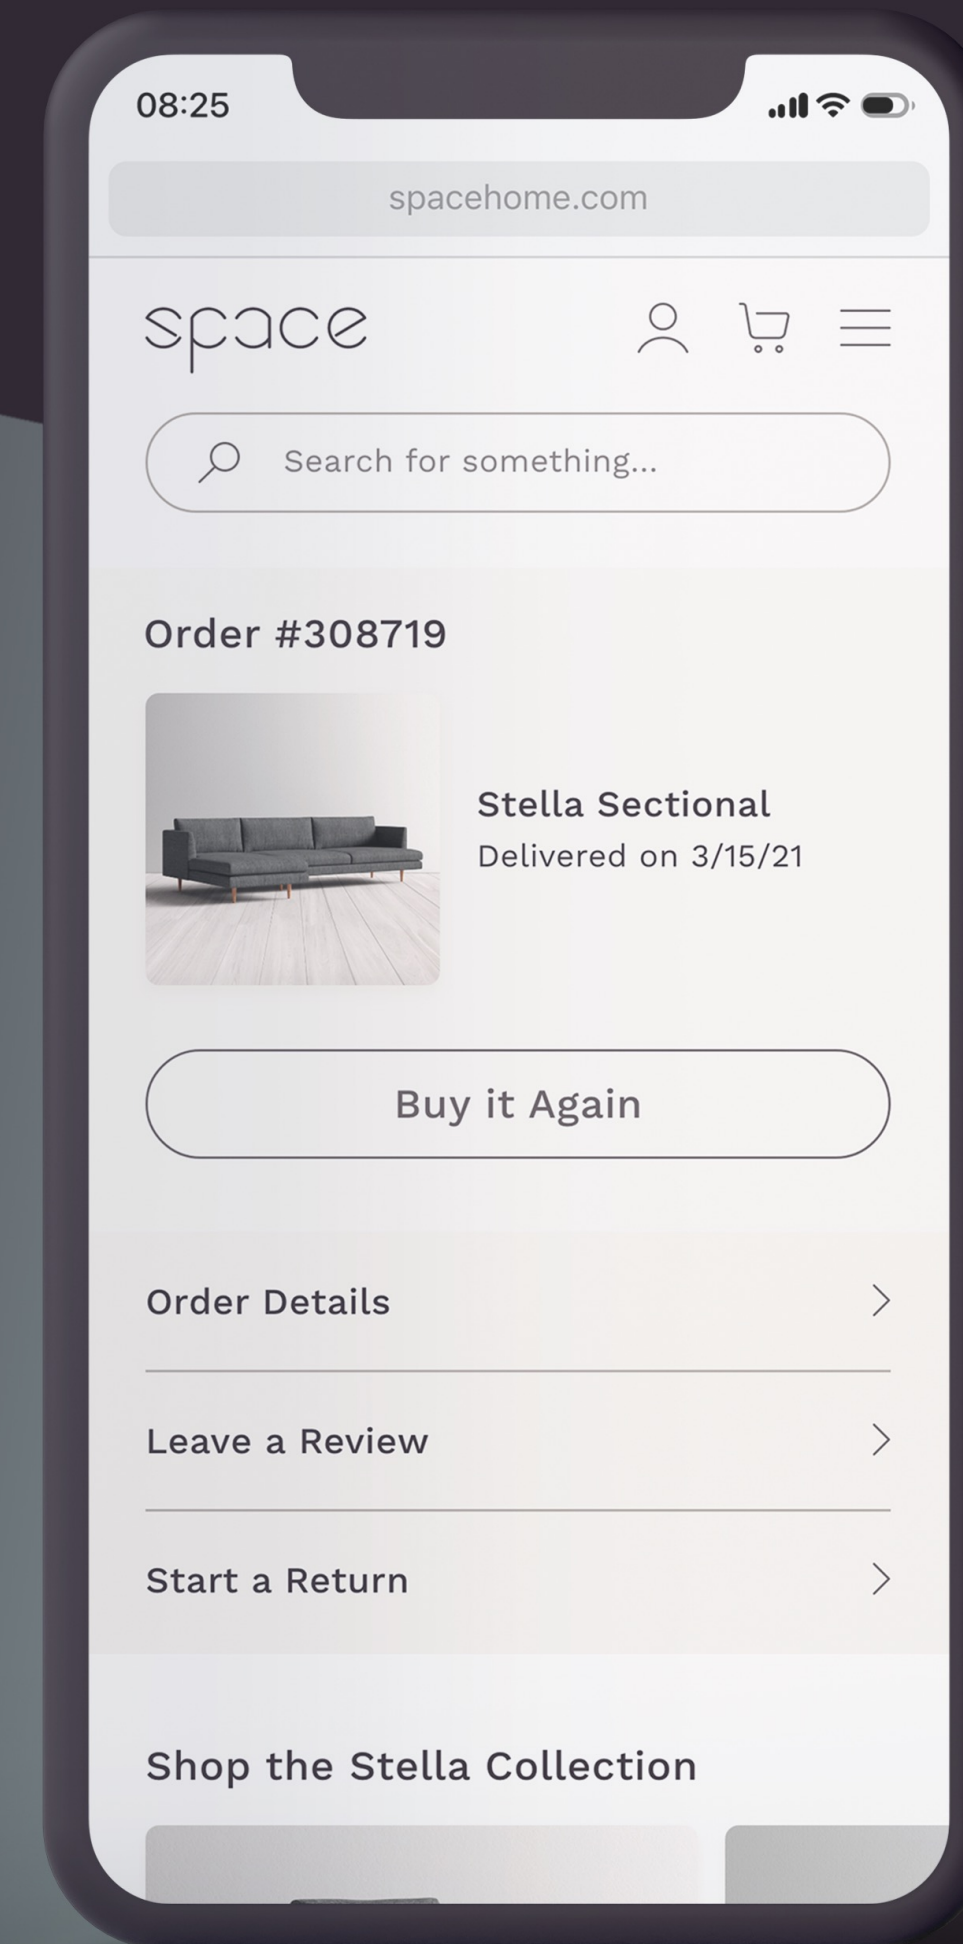 08:25
spacehome.com
space
Search for something...
Order #308719
Stella Sectional
Delivered on 3/15/21
Buy it Again
Order Details
Leave a Review
Start a Return
Shop the Stella Collection